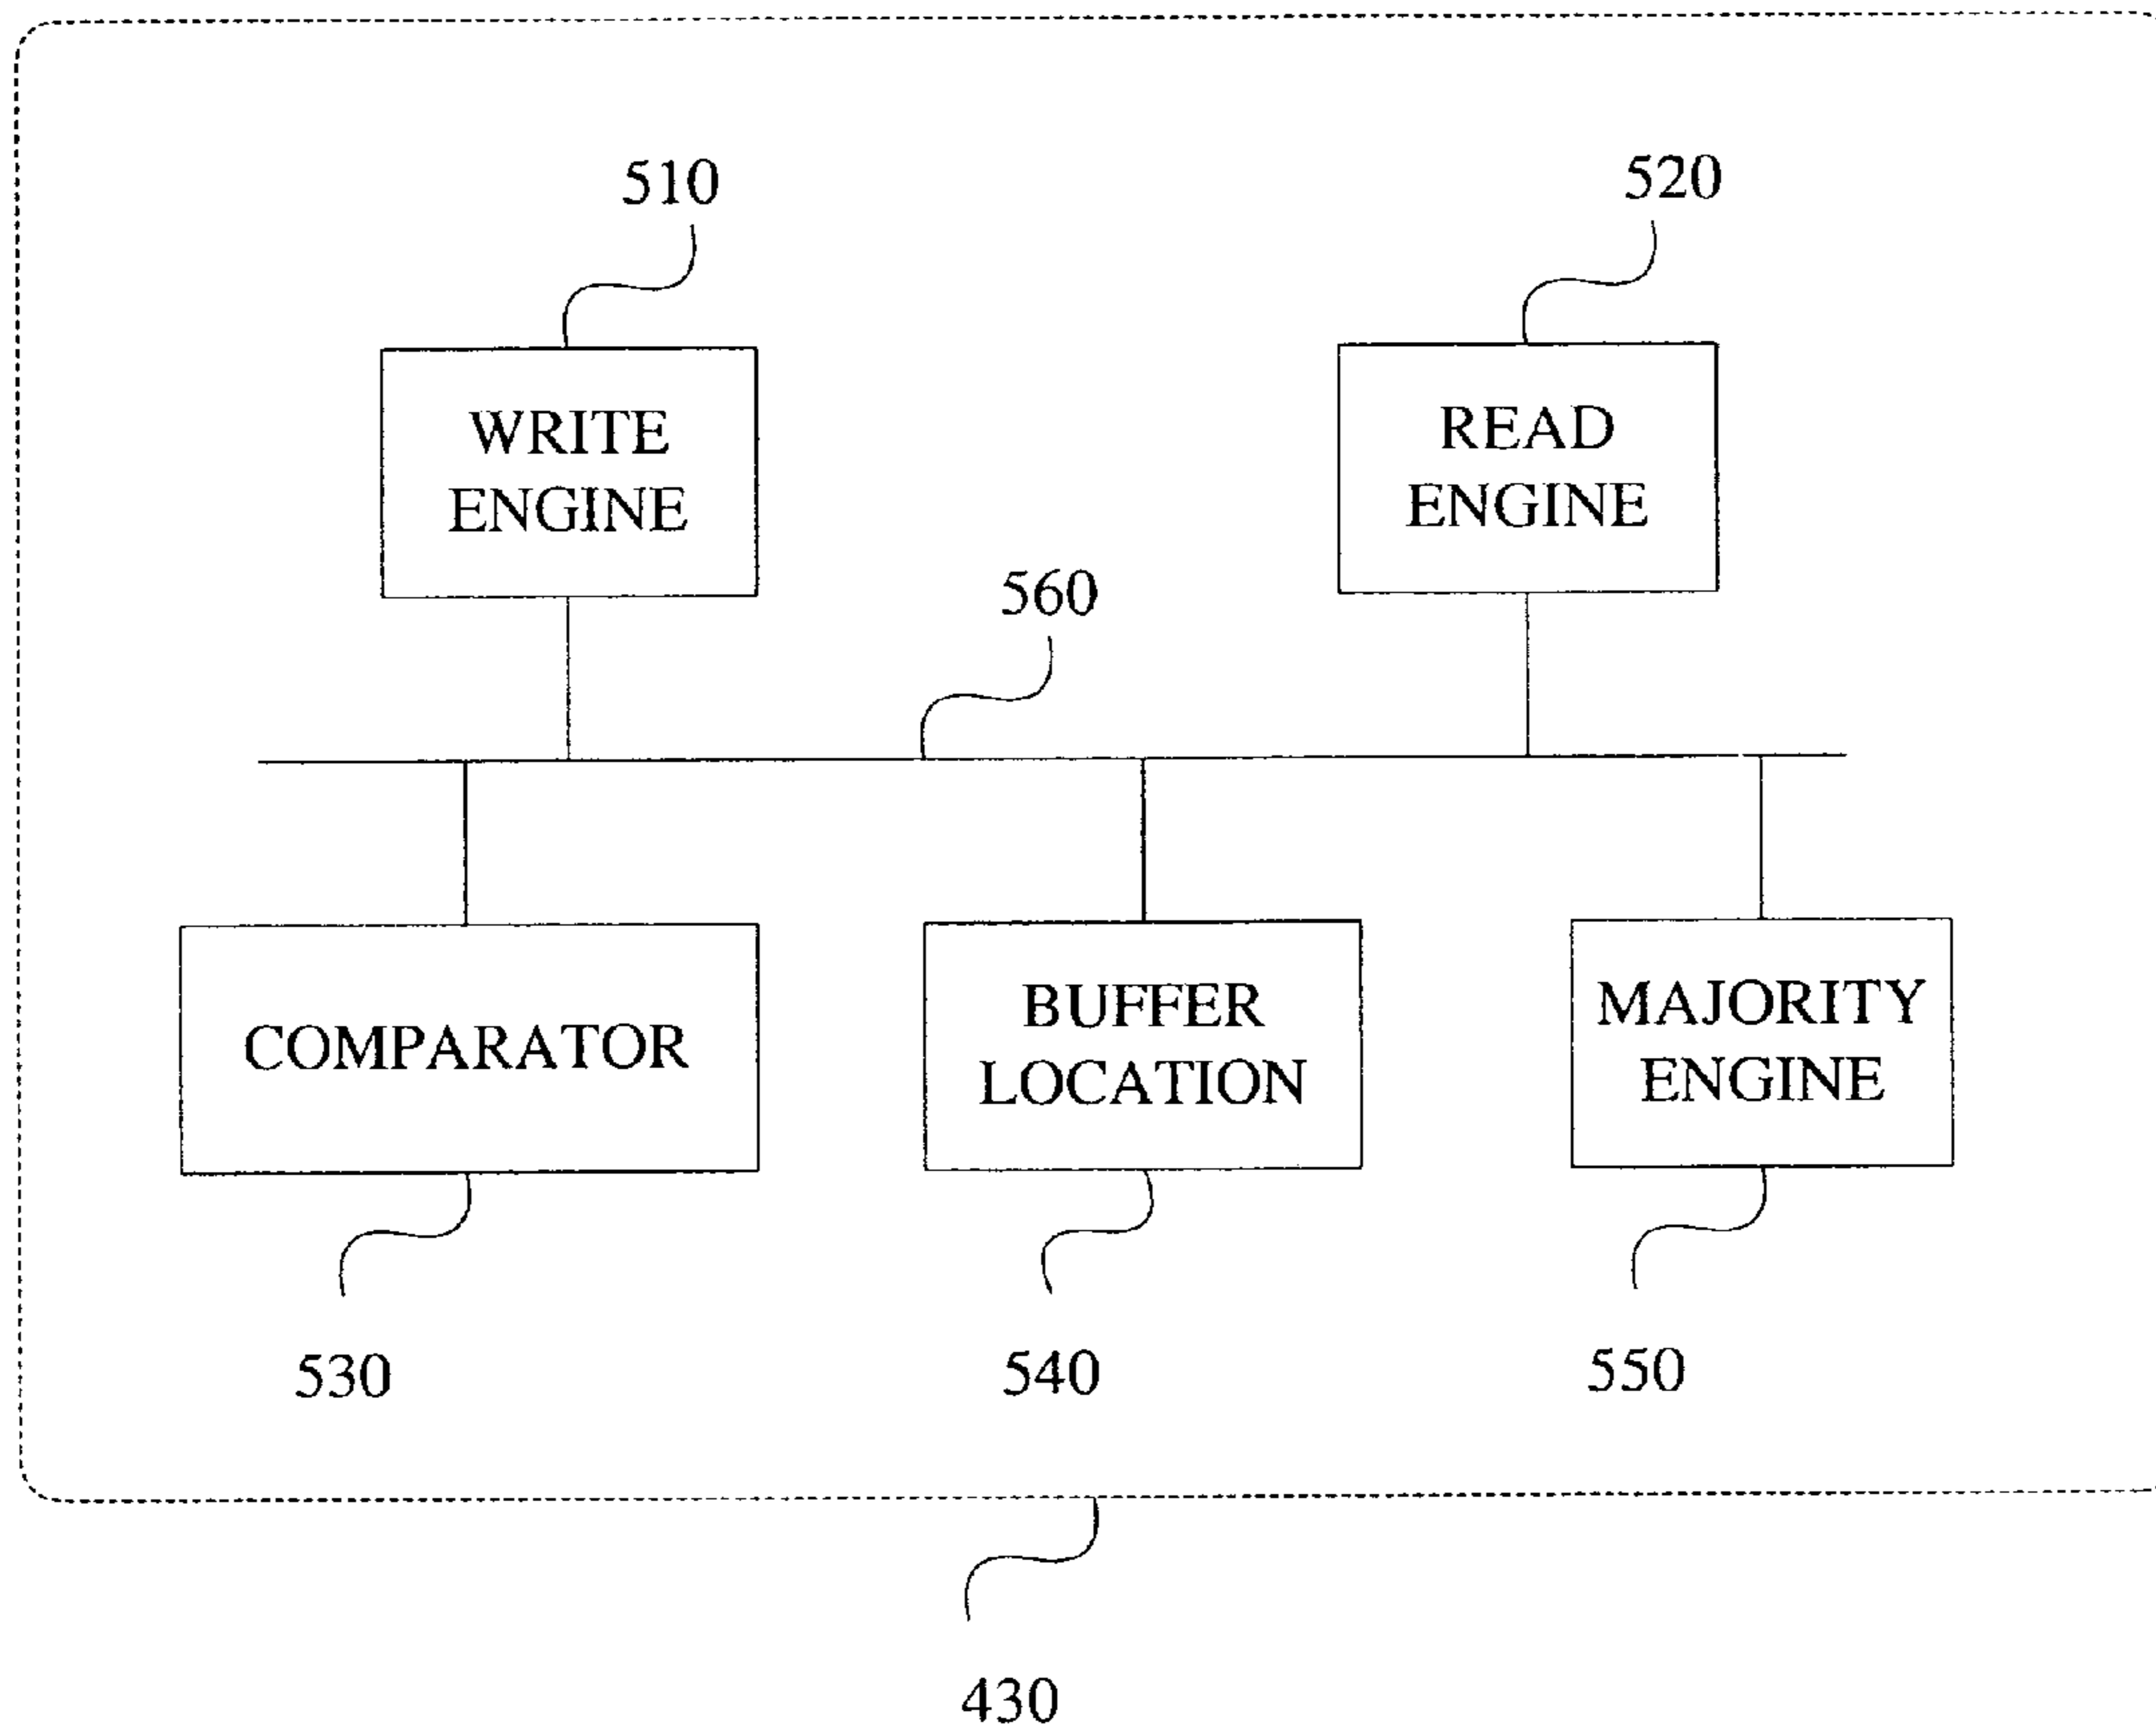 510
520
WRITE
ENGINE
READ
ENGINE
560
COMPARATOR
BUFFER
LOCATION
MAJORITY
ENGINE
530
540
550
430